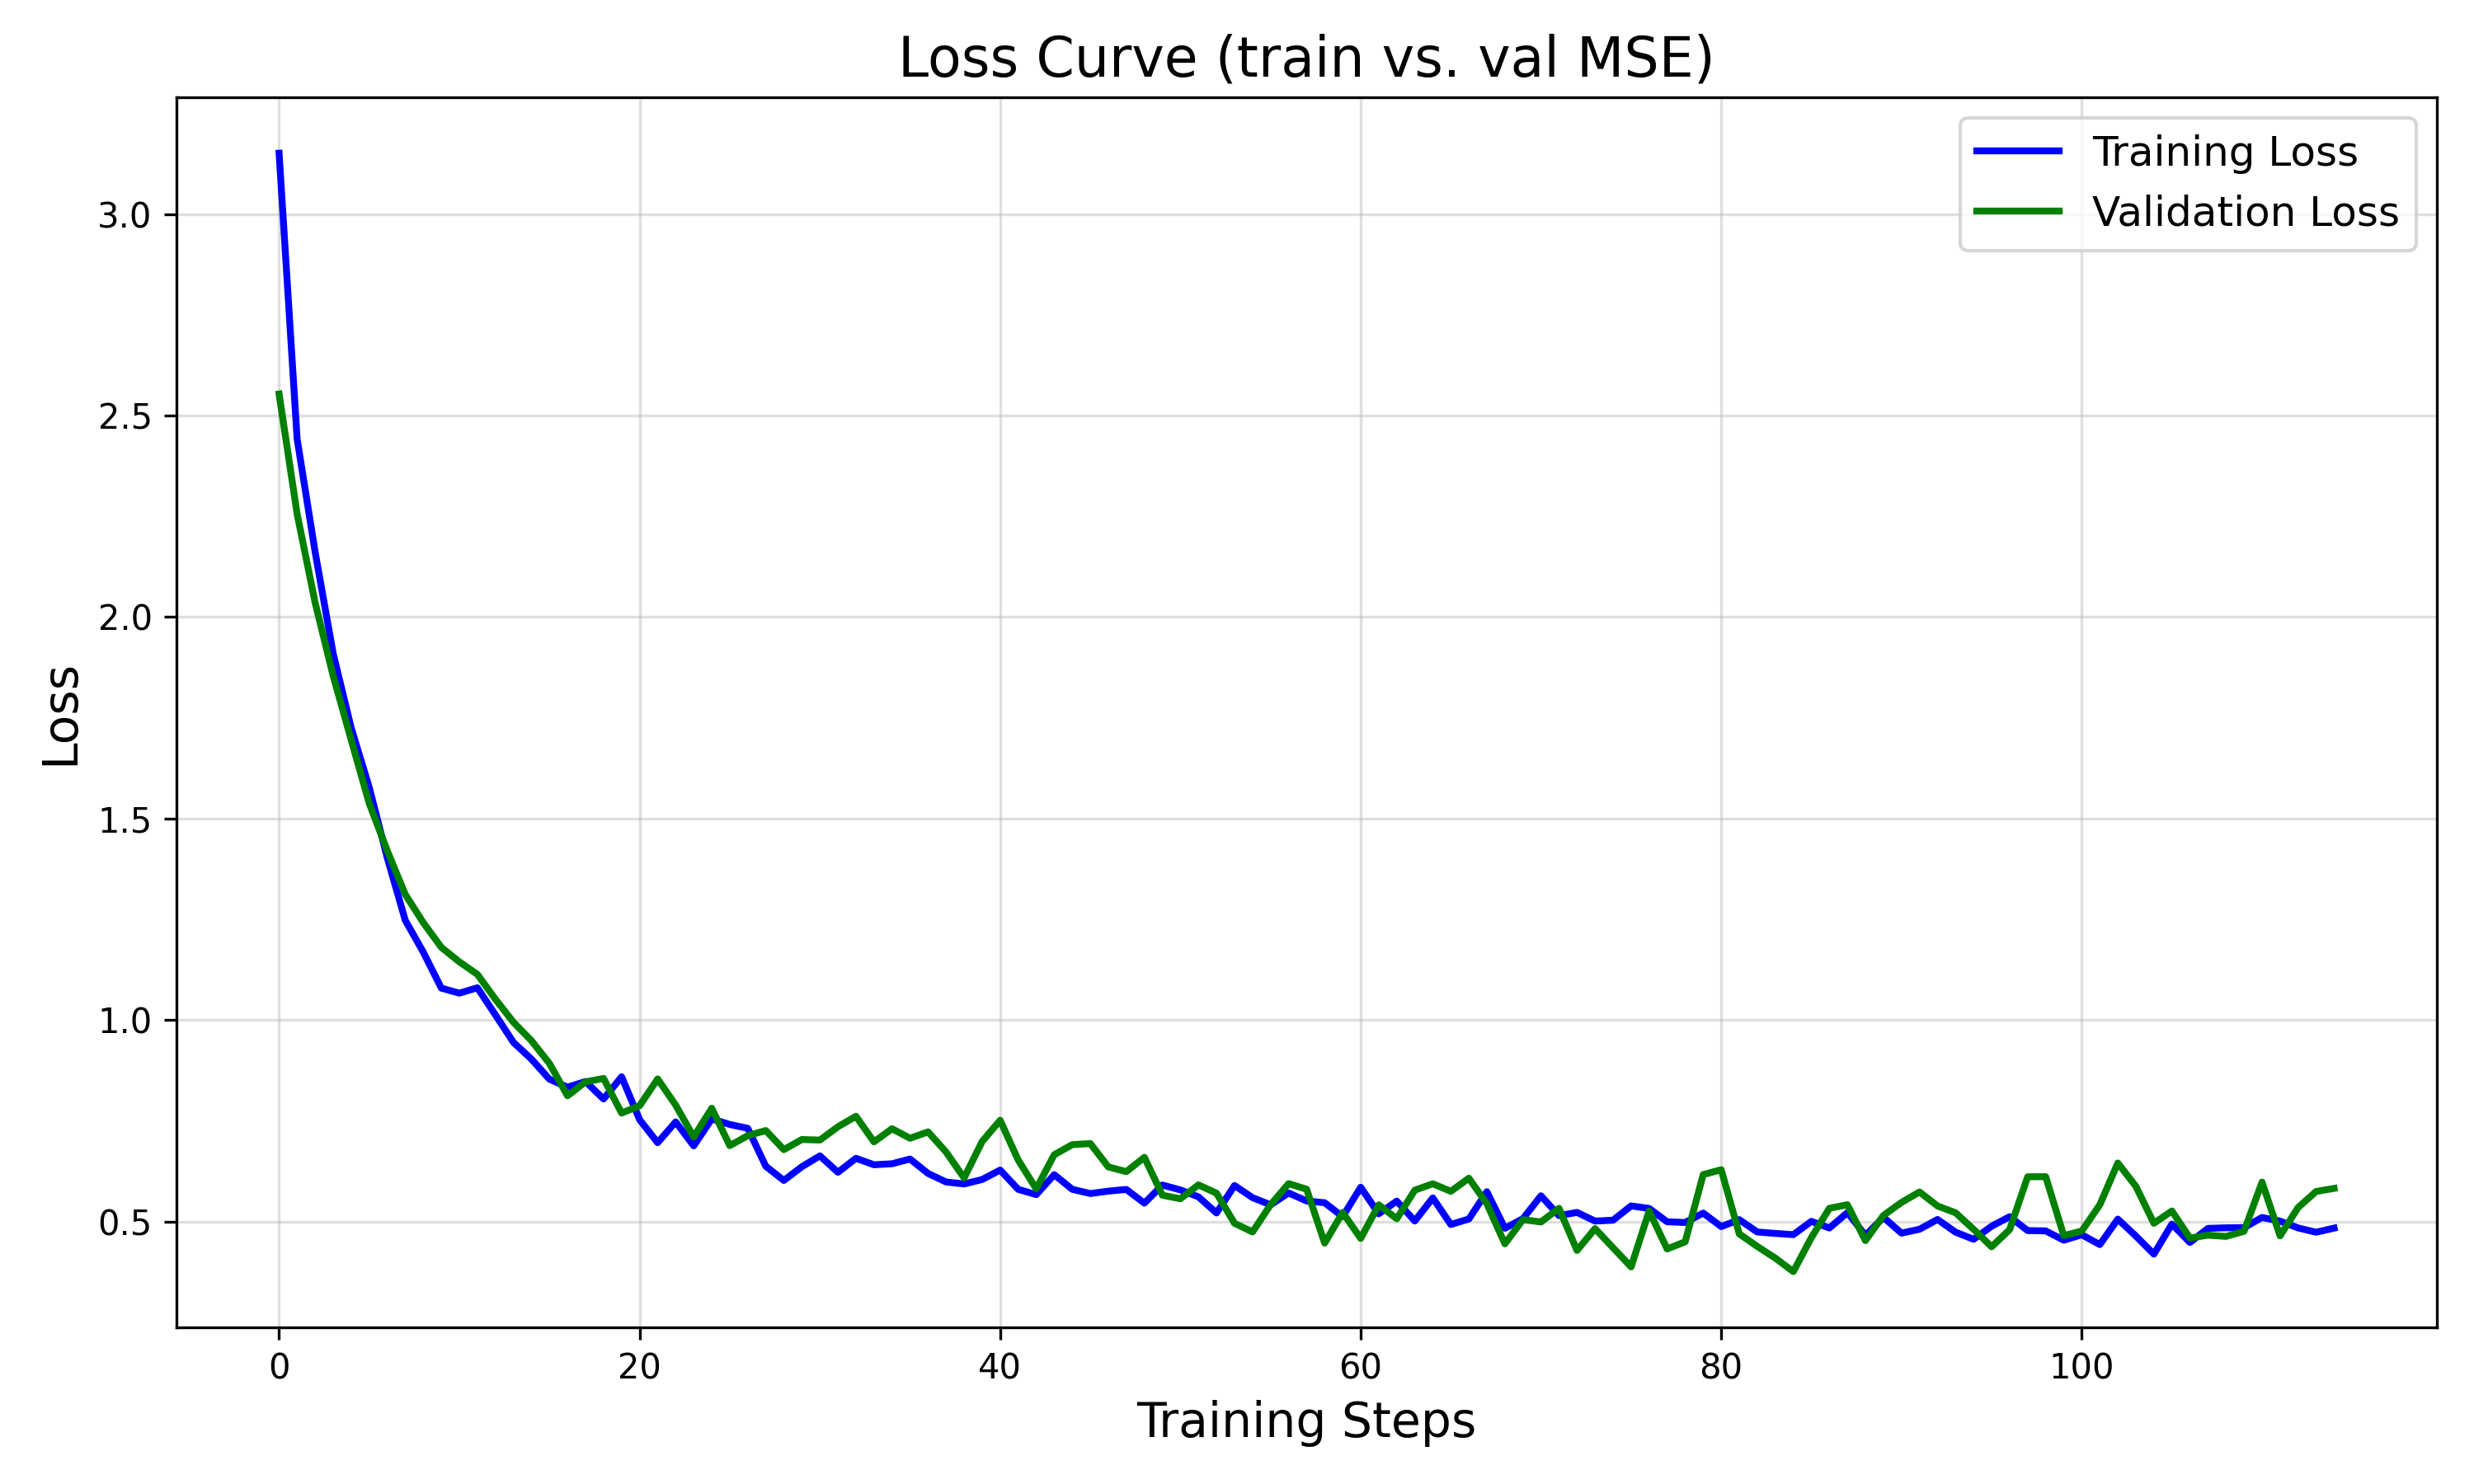 Loss Curve (train vs. val MSE)
Training Loss
Validation Loss
3.0
2.5
2.0
1.5
1.0
0.5
Loss
0 20 40 60 80 100
Training Steps